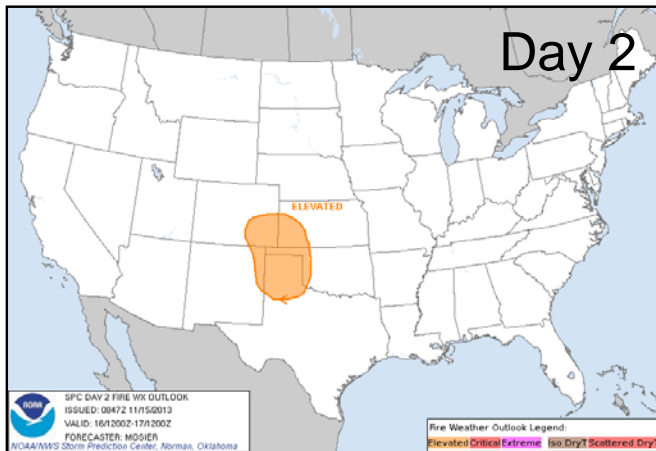 Day 2
ELEVATED
NOAA
SPC DAY 2 FIRE WX OUTLOOK
ISSUED: 0847Z 11/15/2013
VALID: 16/1200Z-17/1200Z
FORECASTER: MOSIER
NOAA/NWS Storm Prediction Center, Norman, Oklahoma
Fire Weather Outlook Legend:
Elevated Critical Extreme Iso DryT Scattered DryT